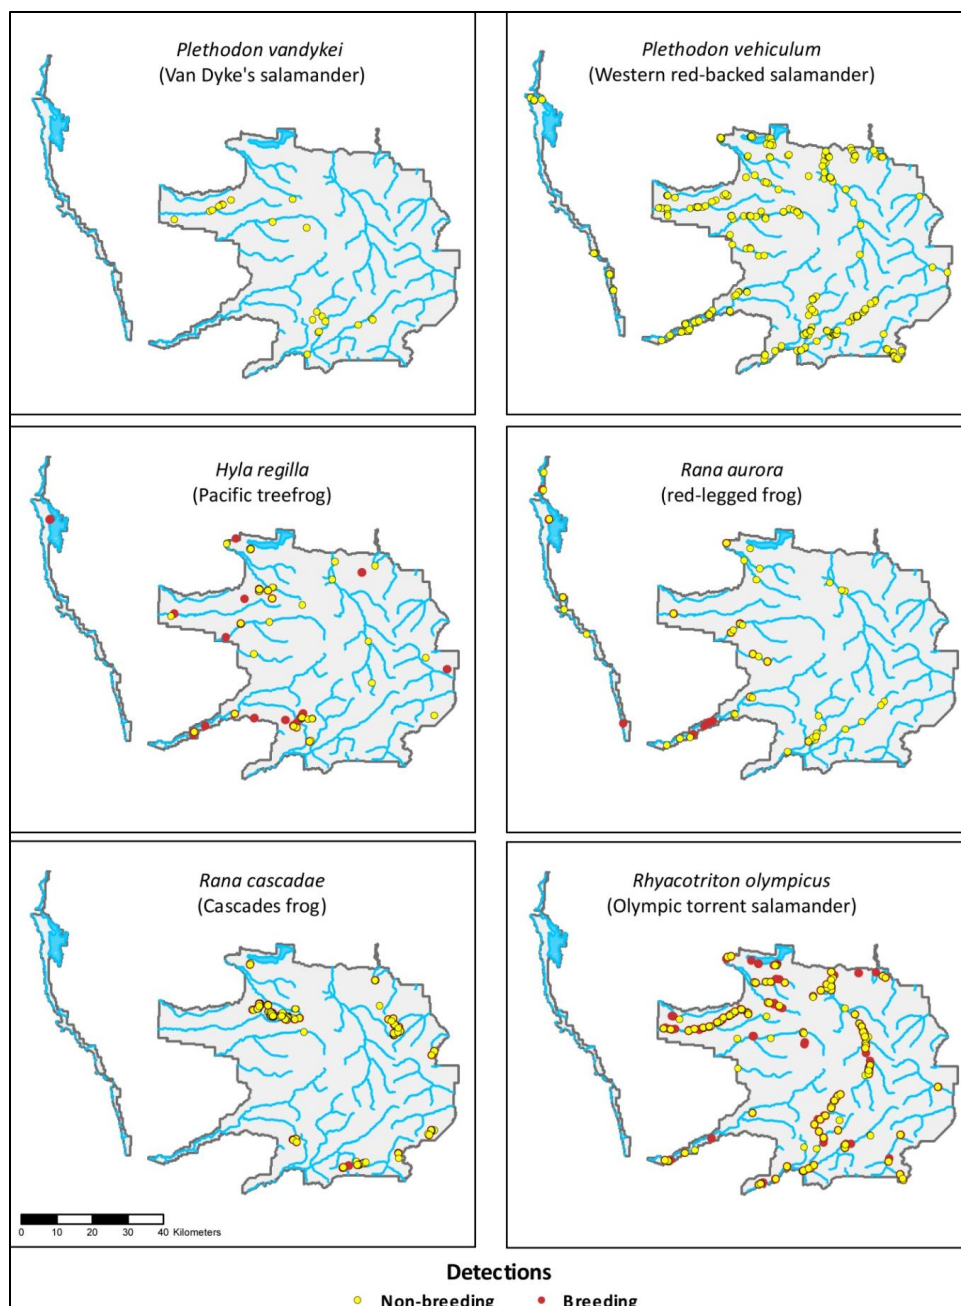 Plethodon vandykei
(Van Dyke's salamander)
Plethodon vehiculum
(Western red-backed salamander)
Hyla regilla
(Pacific treefrog)
Rana aurora
(red-legged frog)
Rana cascadae
(Cascades frog)
Rhyacotriton olympicus
(Olympic torrent salamander)
0 10 20 30 40 Kilometers
Detections
Non-breeding Breeding